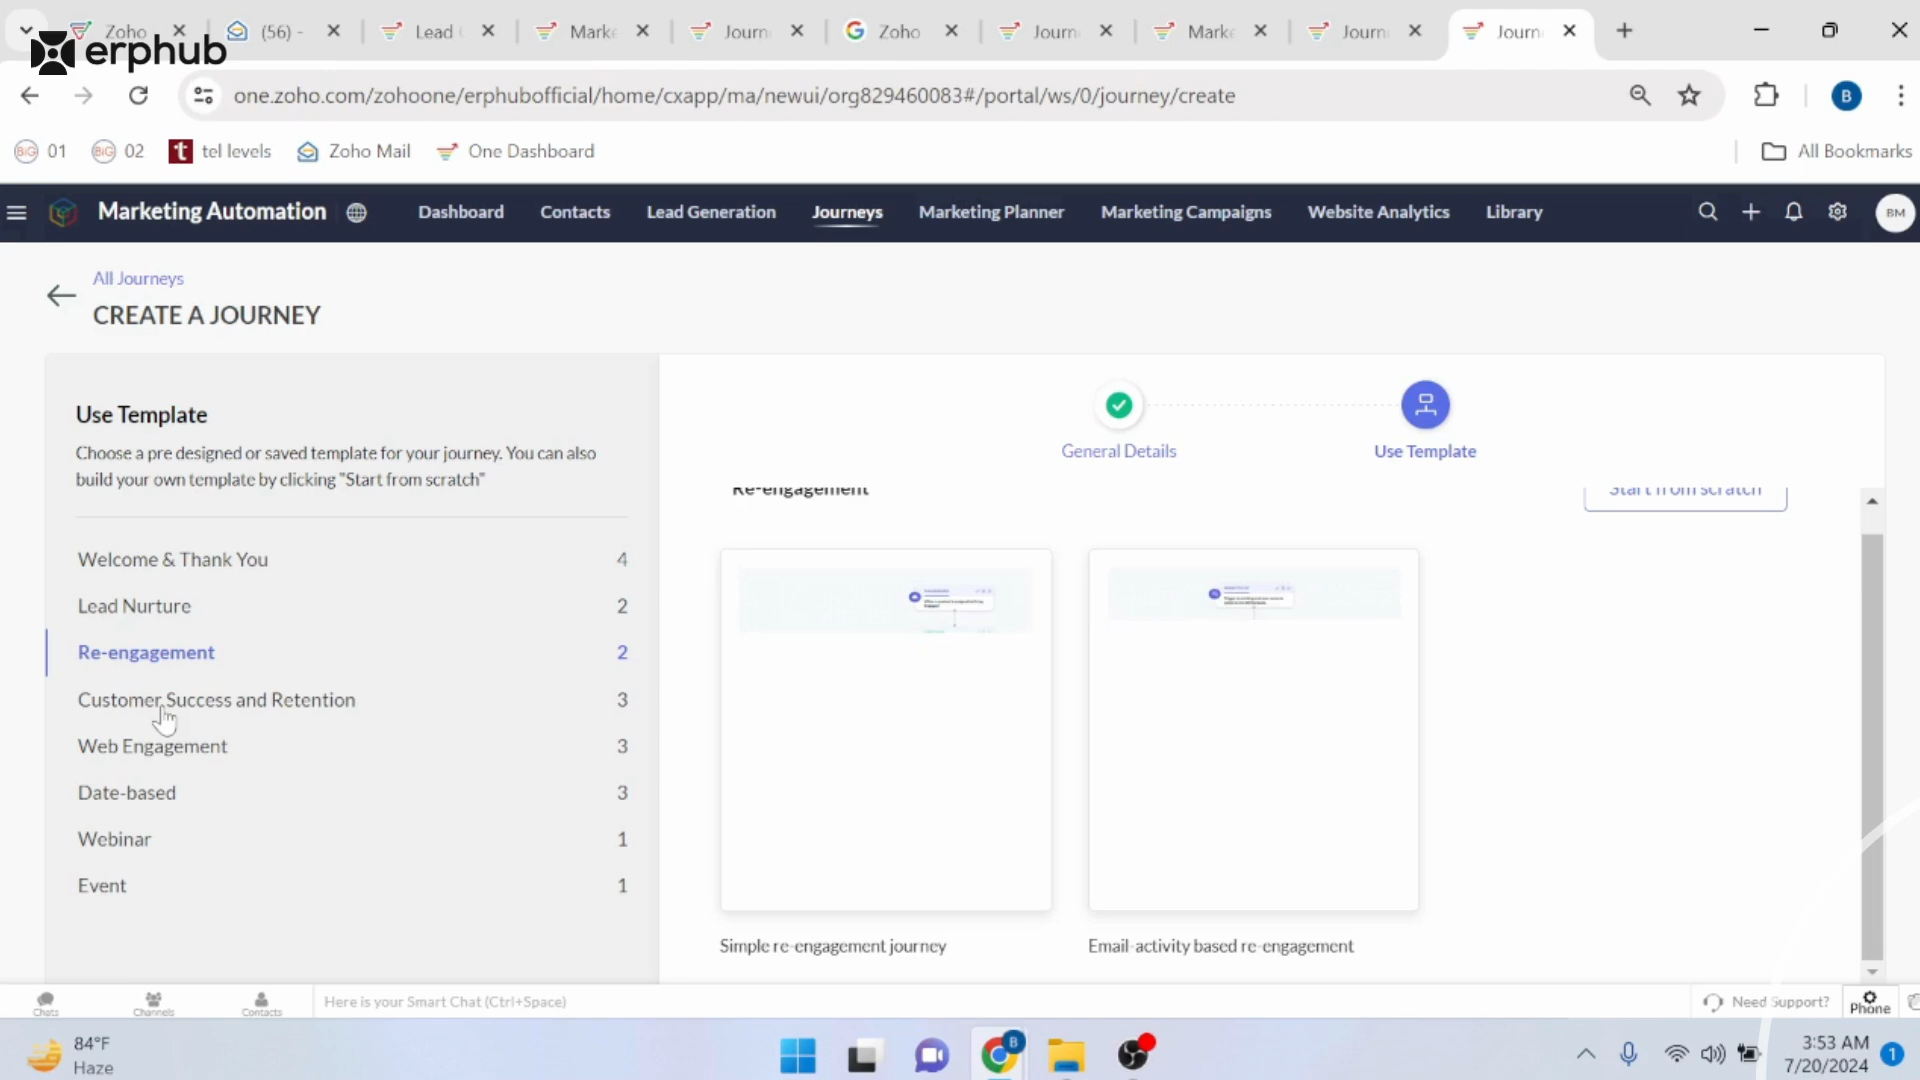 Zoho
(56) -
Lead
Marke
Journ
Zoho
Journ
Marke
Journ
Journ
erphub
one.zoho.com/zohoone/erphubofficial/home/cxapp/ma/newui/org829460083#/portal/ws/0/journey/create
B
BIG 01
BIG 02
t tel levels
Zoho Mail
One Dashboard
All Bookmarks
Marketing Automation
Dashboard
Contacts
Lead Generation
Journeys
Marketing Planner
Marketing Campaigns
Website Analytics
Library
BM
All Journeys
CREATE A JOURNEY
Use Template
Choose a pre designed or saved template for your journey. You can also
build your own template by clicking "Start from scratch"
Welcome & Thank You 4
Lead Nurture 2
Re-engagement 2
Customer Success and Retention 3
Web Engagement 3
Date-based 3
Webinar 1
Event 1
General Details
Use Template
Re-engagement
Start from scratch
Simple re-engagement journey
Email-activity based re-engagement
Chats
Channels
Contacts
Here is your Smart Chat (Ctrl+Space)
Need Support?
Phone
84°F
Haze
B
3:53 AM
7/20/2024
1